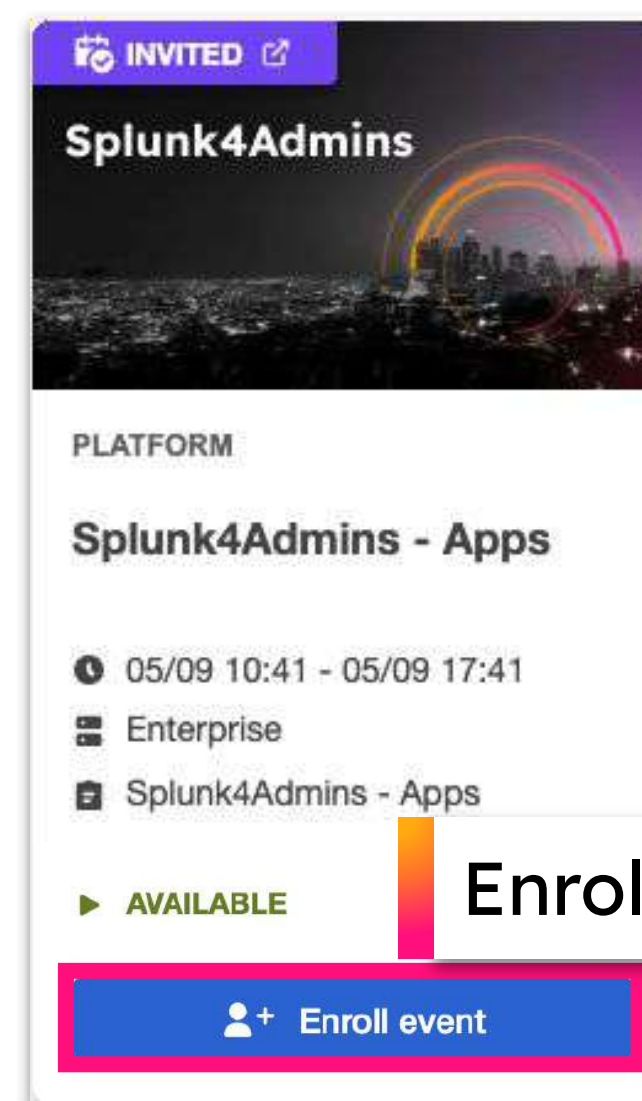 INVITED
Splunk4Admins
PLATFORM
Splunk4Admins - Apps
05/09 10:41 - 05/09 17:41
Enterprise
Splunk4Admins - Apps
AVAILABLE
Enrol
Enroll event